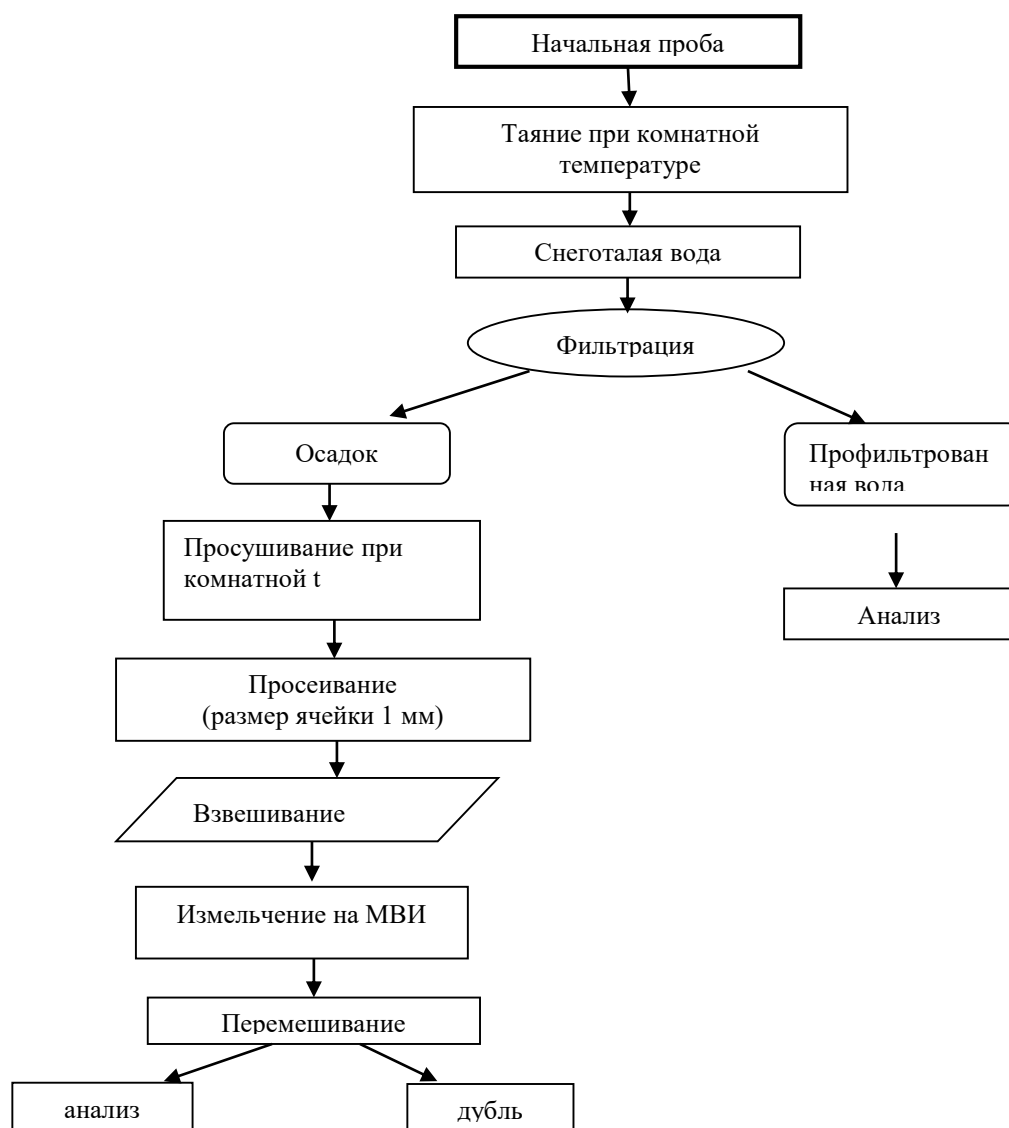 Начальная проба
Таяние при комнатной
температуре
Снеготалая вода
Фильтрация
Осадок
Профильтрован
ная вода
Просушивание при
комнатной t
Анализ
Просеивание
(размер ячейки 1 мм)
Взвешивание
Измельчение на МВИ
Перемешивание
анализ
дубль